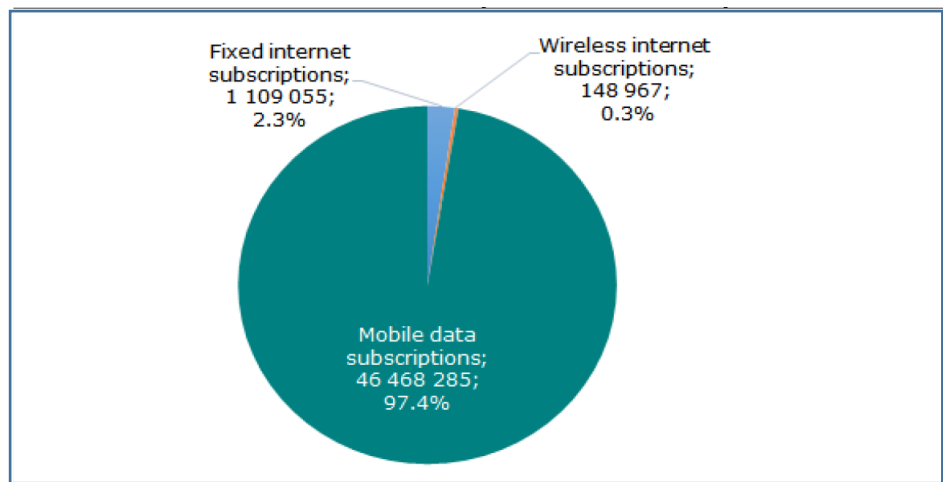 Fixed internet
subscriptions;
1 109 055;
2.3%
Wireless internet
subscriptions;
148 967;
0.3%
Mobile data
subscriptions;
46 468 285;
97.4%